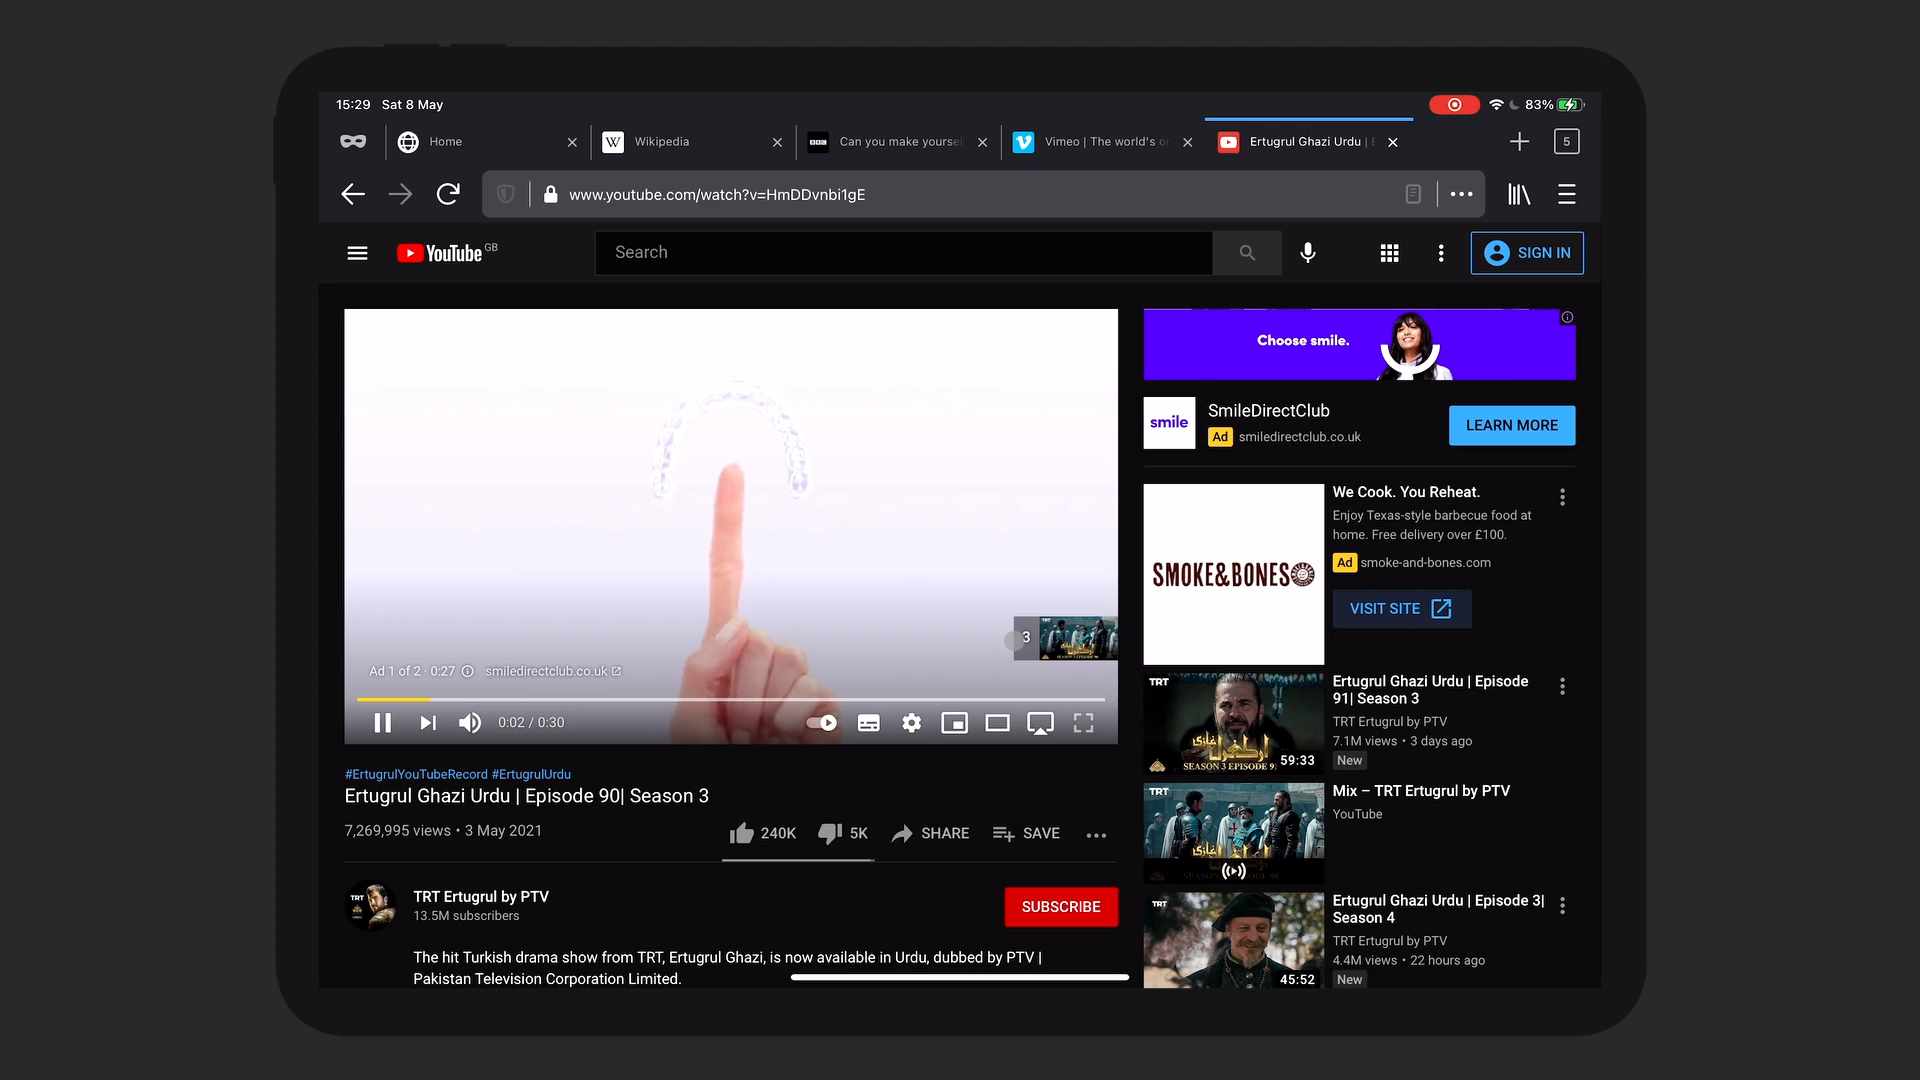 15:29 Sat 8 May
83%
Home
Wikipedia
Can you make yourse
Vimeo | The world's o
Ertugrul Ghazi Urdu |
5
www.youtube.com/watch?v=HmDDvnbi1gE
YouTube GB
Search
SIGN IN
3
Ad 1 of 2 · 0:27 smiledirectclub.co.uk
0:02 / 0:30
#ErtugrulYouTubeRecord #ErtugrulUrdu
Ertugrul Ghazi Urdu | Episode 90| Season 3
7,269,995 views • 3 May 2021
240K 5K SHARE SAVE
TRT Ertugrul by PTV
13.5M subscribers
SUBSCRIBE
The hit Turkish drama show from TRT, Ertugrul Ghazi, is now available in Urdu, dubbed by PTV |
Pakistan Television Corporation Limited.
Choose smile.
smile
SmileDirectClub
Ad smiledirectclub.co.uk
LEARN MORE
SMOKE&BONES
We Cook. You Reheat.
Enjoy Texas-style barbecue food at
home. Free delivery over £100.
Ad smoke-and-bones.com
VISIT SITE
TRT
ارطغرل غازی
SEASON 3 EPISODE 9
59:33
Ertugrul Ghazi Urdu | Episode
91| Season 3
TRT Ertugrul by PTV
7.1M views • 3 days ago
New
TRT
Mix – TRT Ertugrul by PTV
YouTube
TRT
45:52
Ertugrul Ghazi Urdu | Episode 3|
Season 4
TRT Ertugrul by PTV
4.4M views • 22 hours ago
New